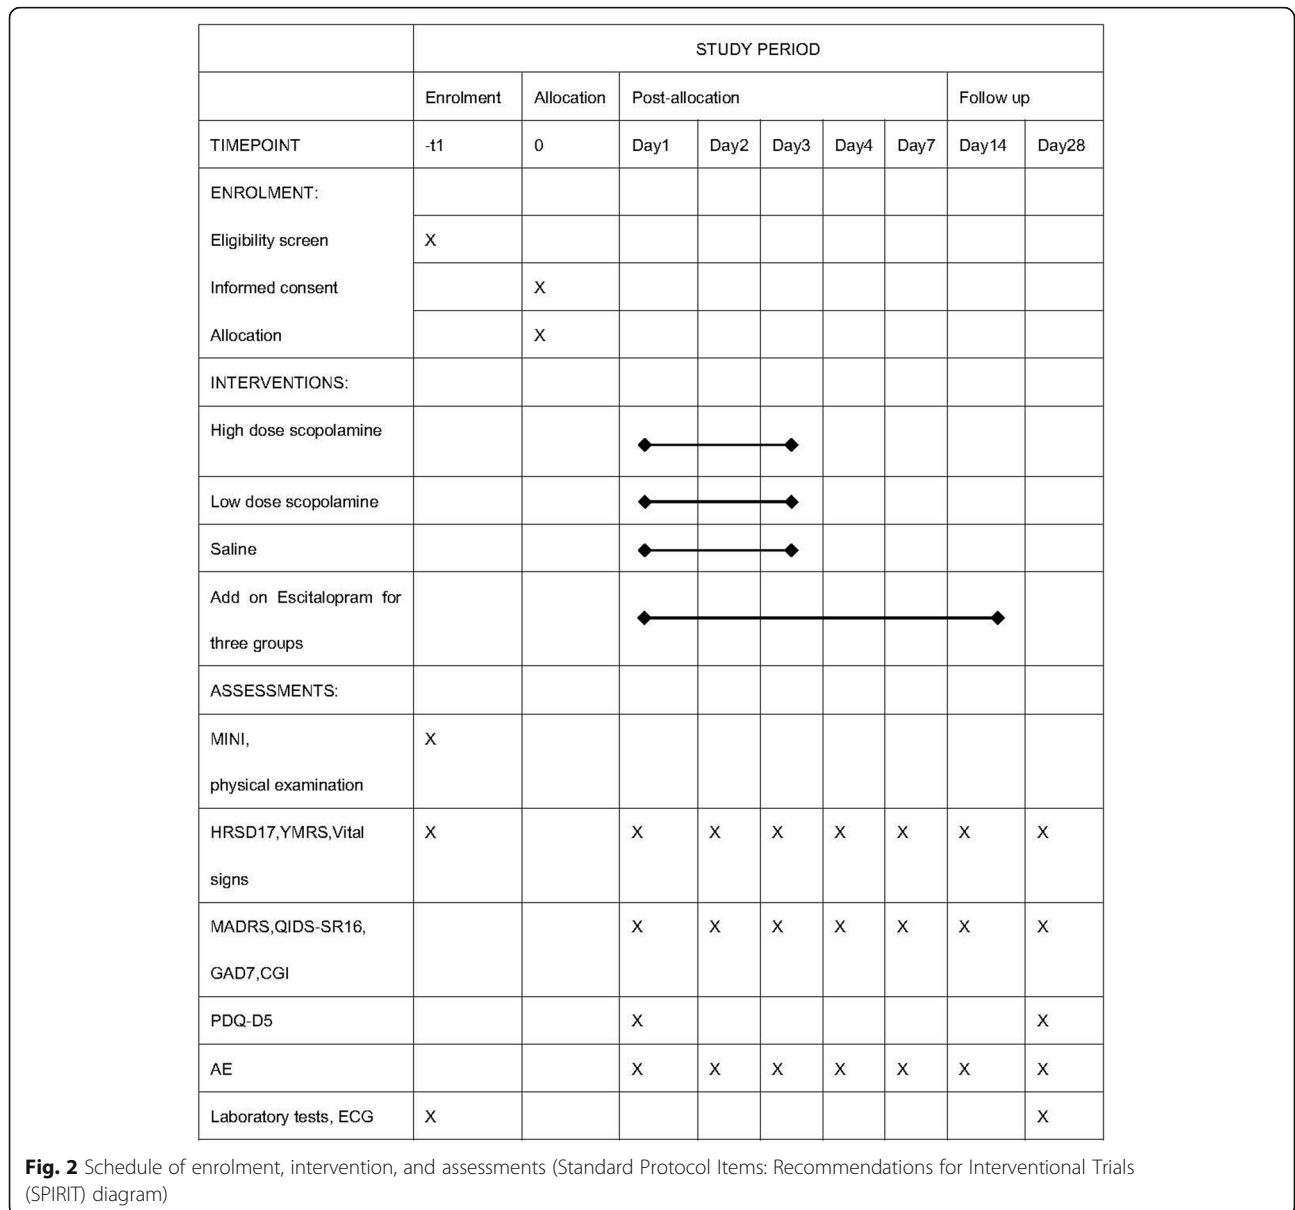 STUDY PERIOD
Enrolment Allocation Post-allocation Follow up
TIMEPOINT -t1 0 Day1 Day2 Day3 Day4 Day7 Day14 Day28
ENROLMENT:
Eligibility screen X
Informed consent X
Allocation X
INTERVENTIONS:
High dose scopolamine
Low dose scopolamine
Saline
Add on Escitalopram for
three groups
ASSESSMENTS:
MINI, X
physical examination
HRSD17,YMRS,Vital X X X X X X X X
signs
MADRS,QIDS-SR16, X X X X X X X
GAD7,CGI
PDQ-D5 X X
AE X X X X X X X
Laboratory tests, ECG X X
Fig. 2 Schedule of enrolment, intervention, and assessments (Standard Protocol Items: Recommendations for Interventional Trials
(SPIRIT) diagram)